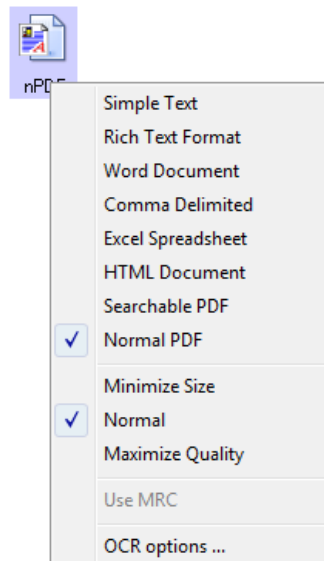 nPDF
Simple Text
Rich Text Format
Word Document
Comma Delimited
Excel Spreadsheet
HTML Document
Searchable PDF
Normal PDF
Minimize Size
Normal
Maximize Quality
Use MRC
OCR options ...